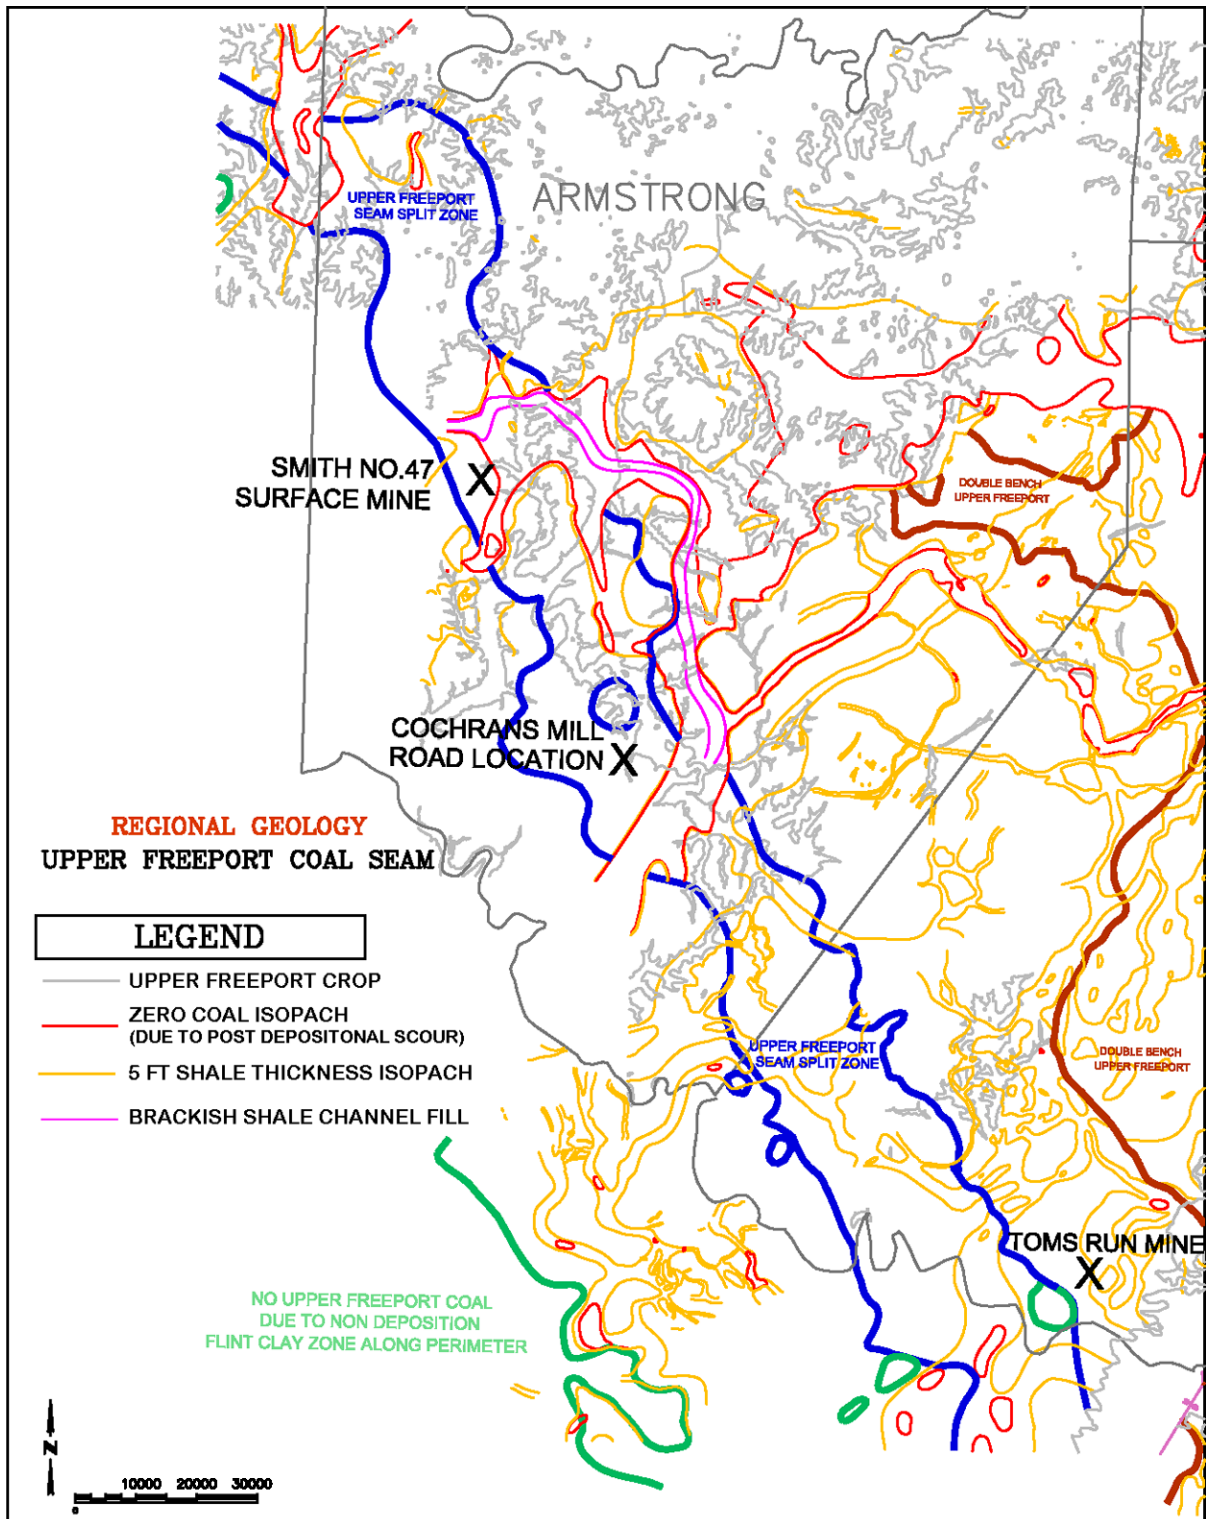 ARMSTRONG
UPPER FREEPORT
SEAM SPLIT ZONE
SMITH NO.47
SURFACE MINE
X
DOUBLE BENCH
UPPER FREEPORT
COCHRANS MILL
ROAD LOCATION
X
REGIONAL GEOLOGY
UPPER FREEPORT COAL SEAM
LEGEND
UPPER FREEPORT CROP
ZERO COAL ISOPACH
(DUE TO POST DEPOSITONAL SCOUR)
5 FT SHALE THICKNESS ISOPACH
BRACKISH SHALE CHANNEL FILL
UPPER FREEPORT
SEAM SPLIT ZONE
DOUBLE BENCH
UPPER FREEPORT
TOMS RUN MINE
X
NO UPPER FREEPORT COAL
DUE TO NON DEPOSITION
FLINT CLAY ZONE ALONG PERIMETER
N
10000 20000 30000
0